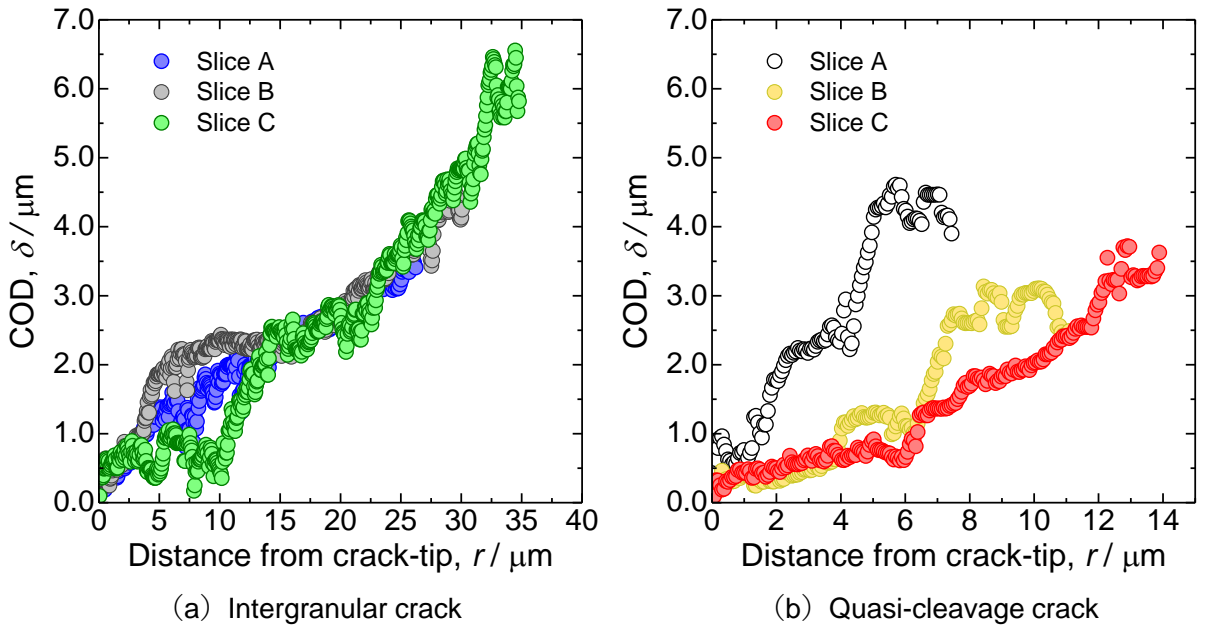 7.0
6.0
5.0
4.0
3.0
2.0
1.0
0.0
COD, δ / μm
Slice A
Slice B
Slice C
0 5 10 15 20 25 30 35 40
Distance from crack-tip, r / μm
(a) Intergranular crack
7.0
6.0
5.0
4.0
3.0
2.0
1.0
0.0
COD, δ / μm
Slice A
Slice B
Slice C
0 2 4 6 8 10 12 14
Distance from crack-tip, r / μm
(b) Quasi-cleavage crack